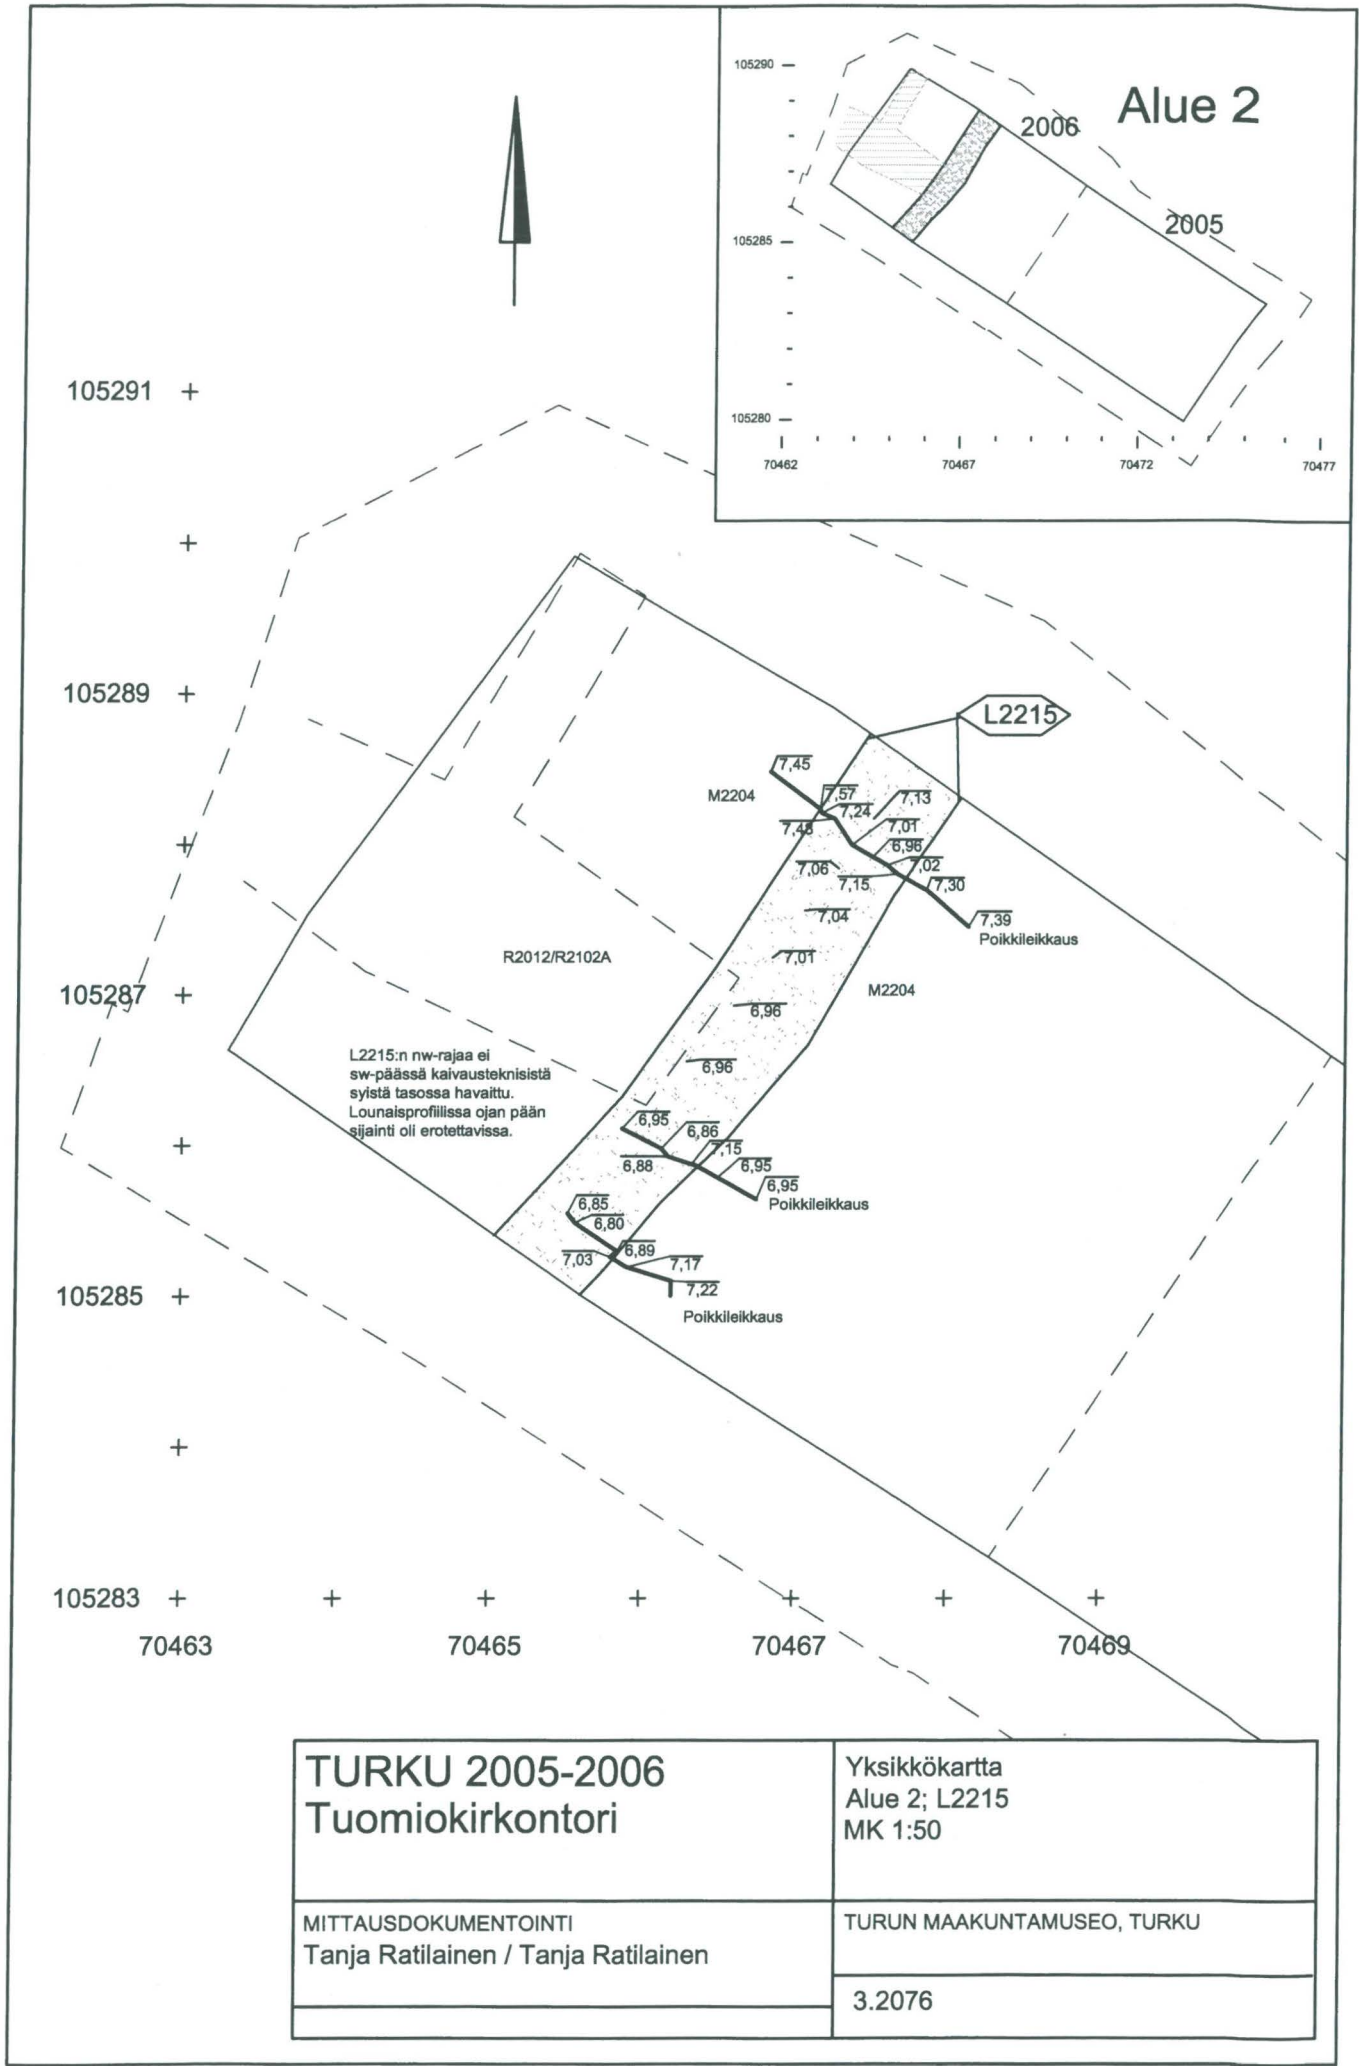 105290
Alue 2
2006
2005
105285
105280
70462
70467
70472
70477
105291
105289
L2215
7,45
M2204
7,57
7,13
7,24
7,48
7,01
6,96
7,06
7,02
7,15
7,30
7,04
7,39
Poikkileikkaus
R2012/R2102A
7,01
M2204
105287
6,96
L2215:n nw-rajaa ei
sw-päässä kaivausteknisistä
syistä tasossa havaittu.
Lounaisprofiilissa ojan pään
sijainti oli erotettavissa.
6,96
6,95
6,86
7,15
6,88
6,95
6,95
Poikkileikkaus
6,85
6,80
6,89
7,03
7,17
7,22
105285
Poikkileikkaus
105283
70463
70465
70467
70469
TURKU 2005-2006
Tuomiokirkontori
Yksikkökartta
Alue 2; L2215
MK 1:50
MITTAUSDOKUMENTOINTI
Tanja Ratilainen / Tanja Ratilainen
TURUN MAAKUNTAMUSEO, TURKU
3.2076